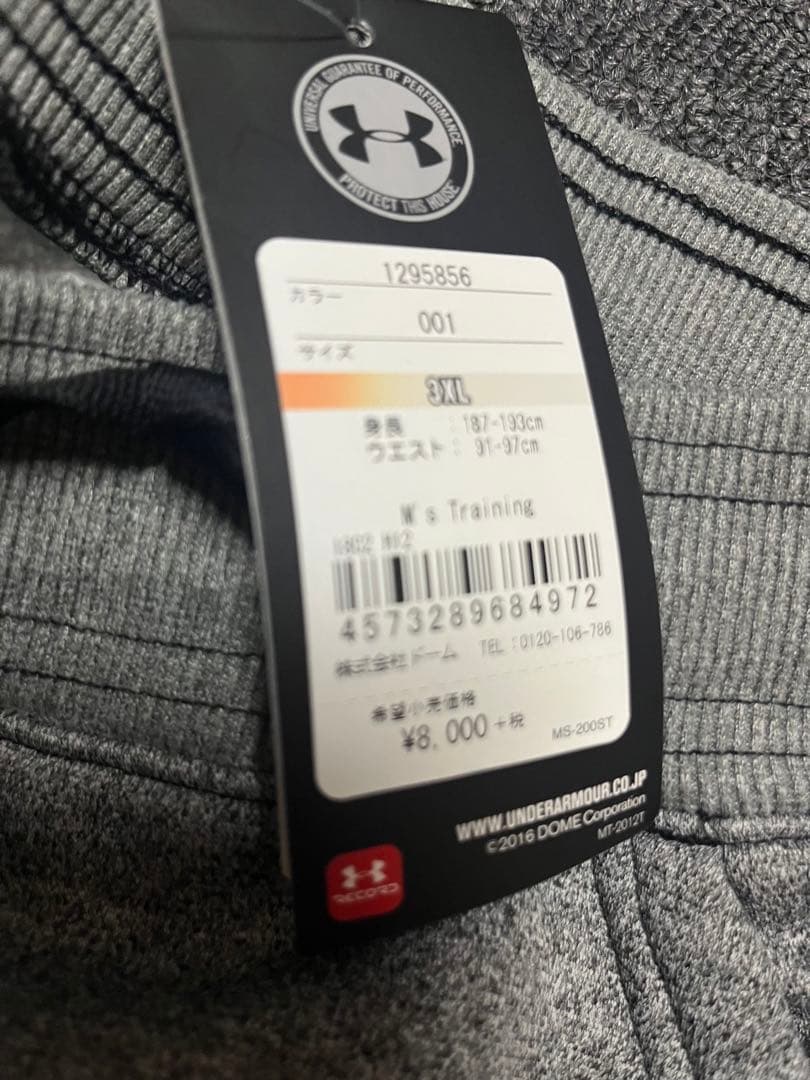 UNIVERSAL GUARANTEE OF PERFORMANCE
PROTECT THIS HOUSE
1295856
カラー
001
サイズ
3XL
身長 : 187-193cm
ウエスト : 91-97cm
M's Training
4573289684972
株式会社ドーム TEL:0120-106-786
希望小売価格
¥8,000+税
MS-200ST
WWW.UNDERARMOUR.CO.JP
©2016 DOME Corporation
MT-2012T
RECORD